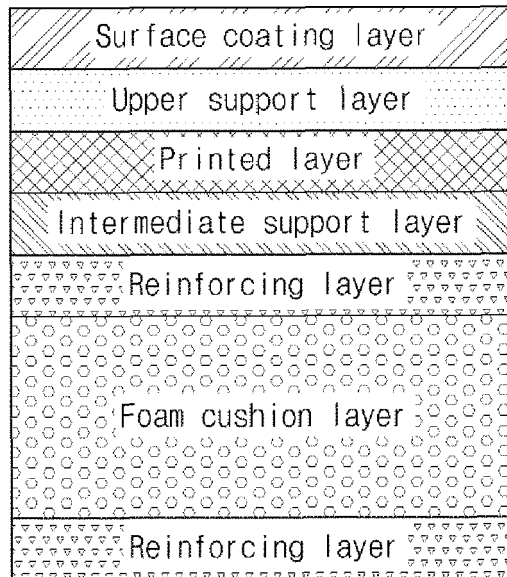 Surface coating layer
Upper support layer
Printed layer
Intermediate support layer
Reinforcing layer
Foam cushion layer
Reinforcing layer